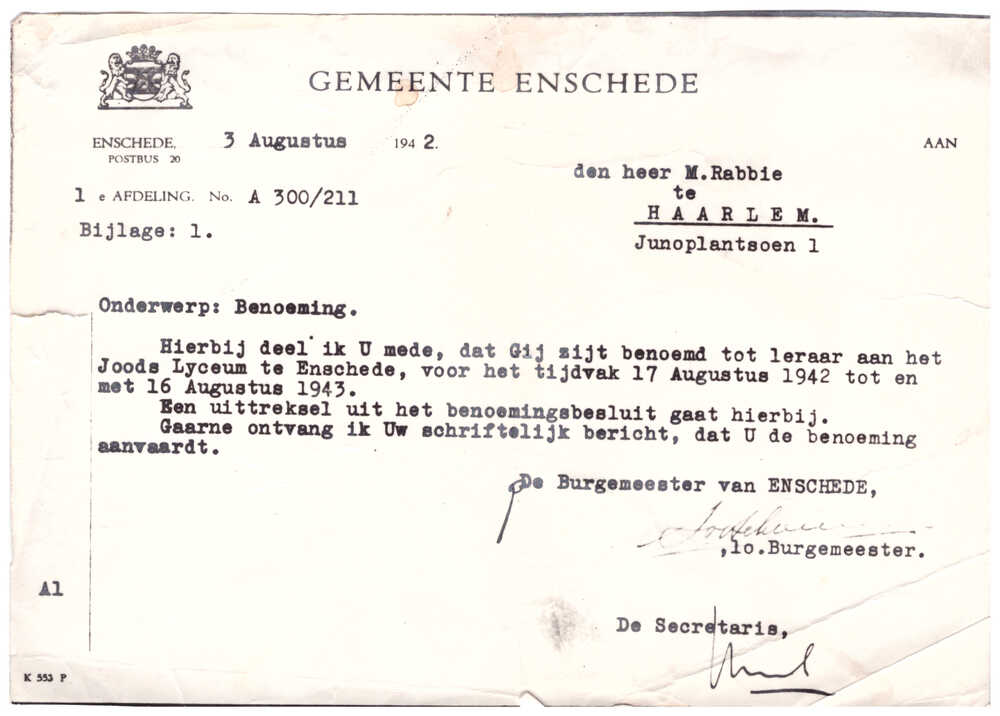 GEMEENTE ENSCHEDE
ENSCHEDE, 3 Augustus 1942.
POSTBUS 20
AAN
den heer M.Rabbie
te
HAARLEM.
Junoplantsoen 1
1 e AFDELING. No. A 300/211
Bijlage: 1.
Onderwerp: Benoeming.
Hierbij deel ik U mede, dat Gij zijt benoemd tot leraar aan het
Joods Lyceum te Enschede, voor het tijdvak 17 Augustus 1942 tot en
met 16 Augustus 1943.
Een uittreksel uit het benoemingsbesluit gaat hierbij.
Gaarne ontvang ik Uw schriftelijk bericht, dat U de benoeming
aanvaardt.
De Burgemeester van ENSCHEDE,
,lo.Burgemeester.
A1
De Secretaris,
K 553 P